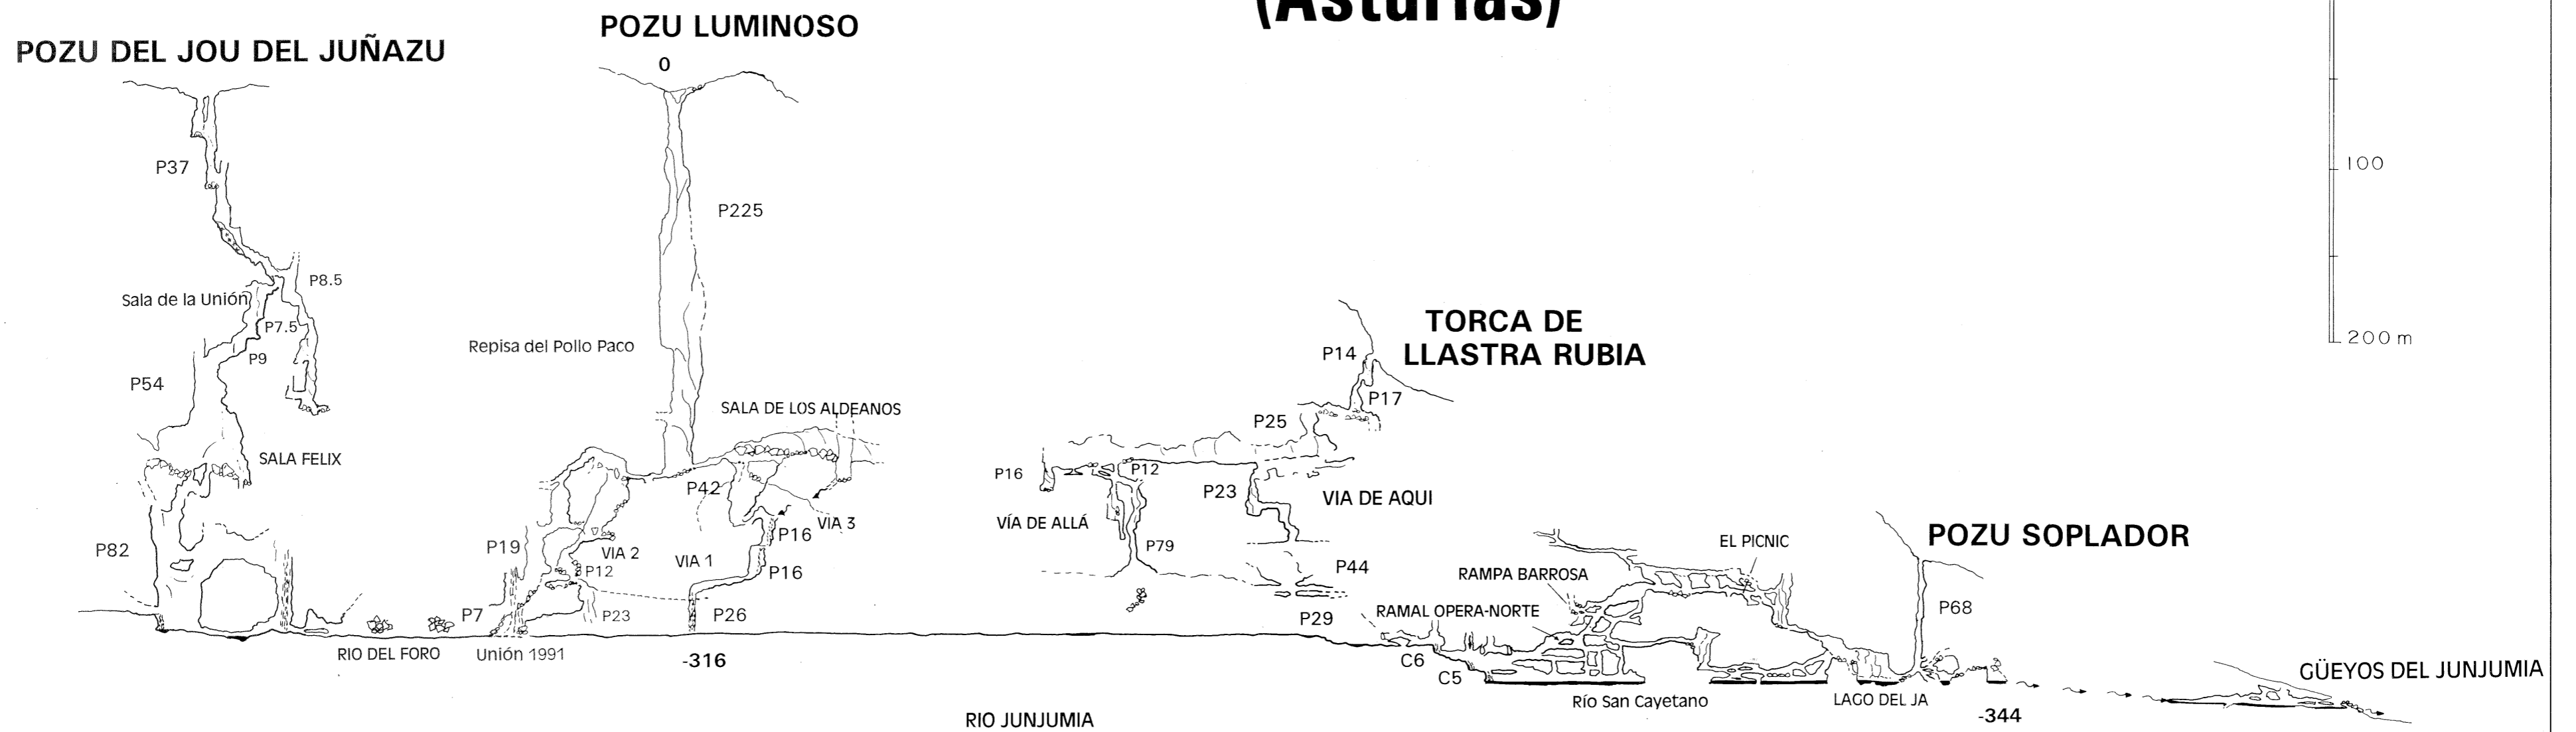 (Asturias)
POZU DEL JOU DEL JUÑAZU
POZU LUMINOSO
0
P37
P225
P8.5
Sala de la Unión
P7.5
P9
P54
SALA FELIX
P82
RIO DEL FORO
Repisa del Pollo Paco
SALA DE LOS ALDEANOS
P42
VIA 3
P16
P19
VIA 2
VIA 1
P12
P16
P7
P23
P26
Unión 1991
-316
TORCA DE
LLASTRA RUBIA
P14
P17
P25
P16
P12
P23
VIA DE AQUI
VÍA DE ALLÁ
P79
P44
P29
C6
C5
RIO JUNJUMIA
EL PICNIC
RAMPA BARROSA
RAMAL OPERA-NORTE
Río San Cayetano
POZU SOPLADOR
P68
LAGO DEL JA
-344
GÜEYOS DEL JUNJUMIA
100
200 m